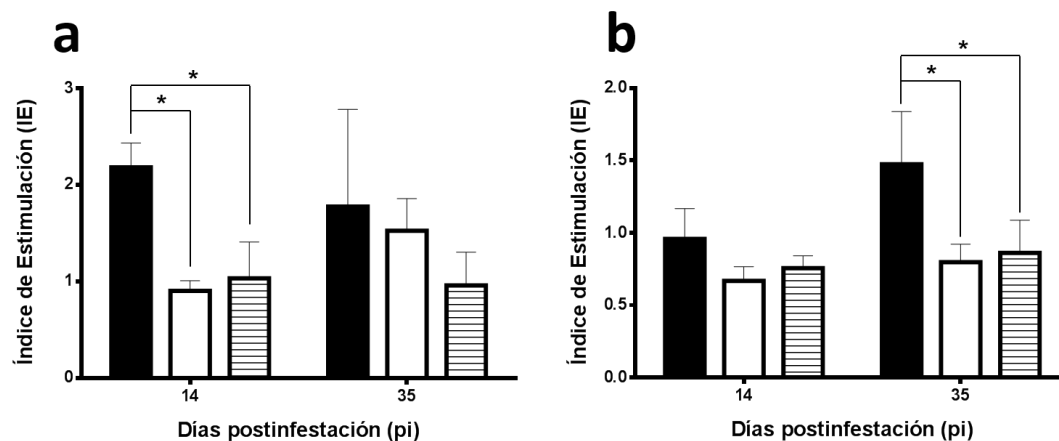 a
*
*
3
2
1
0
Índice de Estimulación (IE)
14
35
Días postinfestación (pi)
b
*
*
2.0
1.5
1.0
0.5
0.0
Índice de Estimulación (IE)
14
35
Días postinfestación (pi)